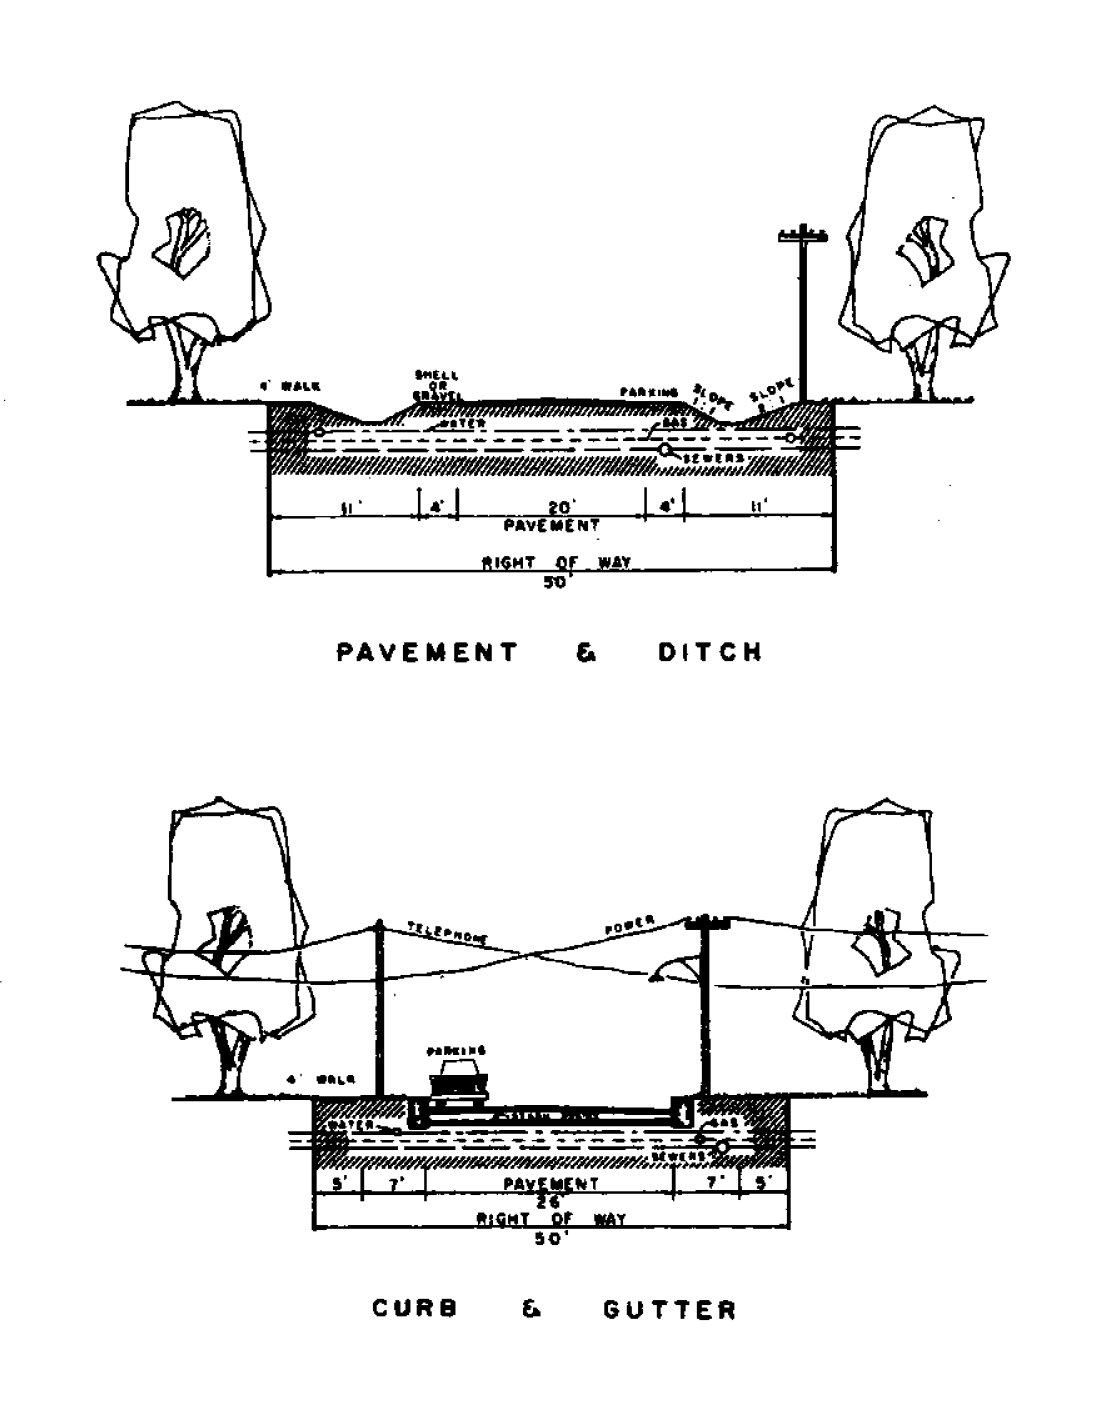 4' WALK
SHELL
OR
GRAVEL
PARKING
SLOPE
SLOPE
WATER
GAS
SEWERS
11' 4' 20' 4' 11'
PAVEMENT
RIGHT OF WAY
50'
PAVEMENT & DITCH
TELEPHONE
POWER
PARKING
4' WALK
WATER
GAS
SEWERS
5' 7' PAVEMENT 7' 5'
26'
RIGHT OF WAY
50'
CURB & GUTTER